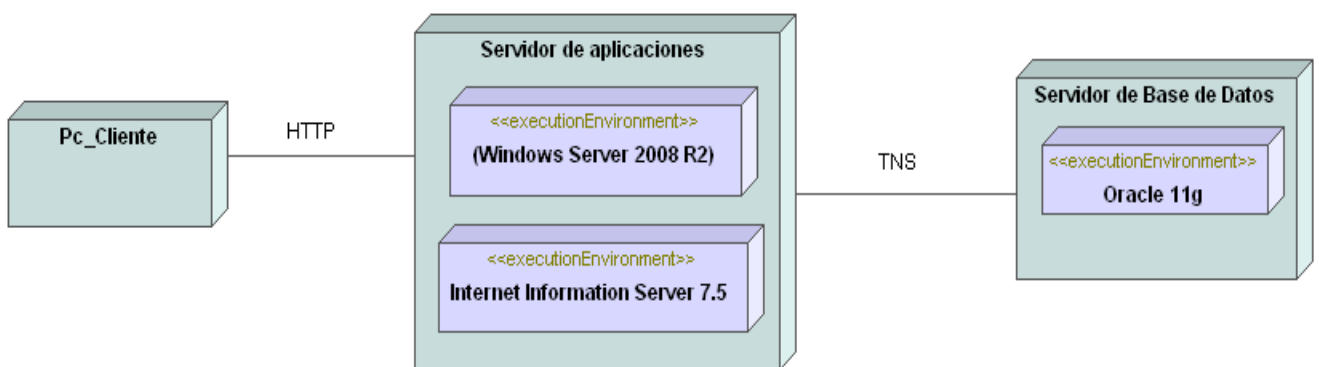 Pc_Cliente
HTTP
Servidor de aplicaciones
<<executionEnvironment>>
(Windows Server 2008 R2)
<<executionEnvironment>>
Internet Information Server 7.5
TNS
Servidor de Base de Datos
<<executionEnvironment>>
Oracle 11g